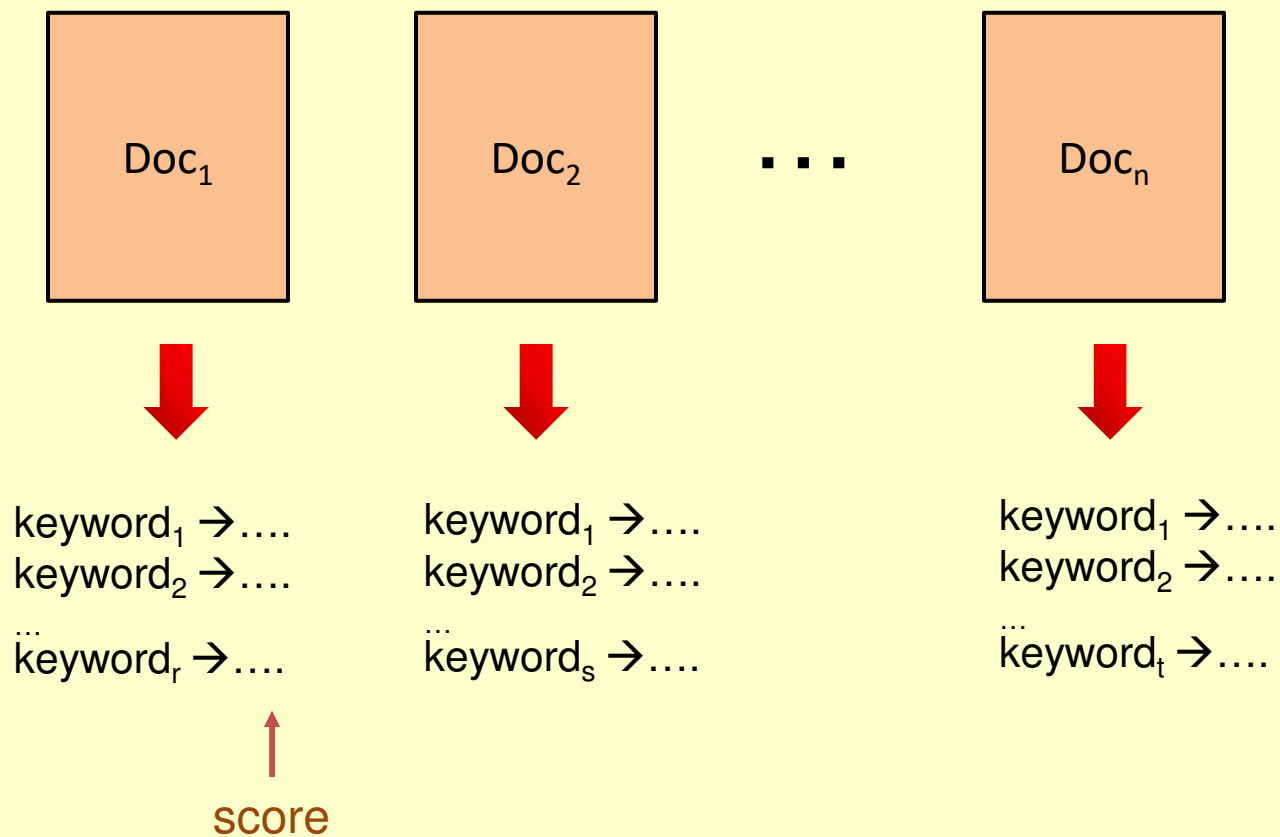 Doc₁
Doc₂
...
Docₙ
keyword₁ →….
keyword₂ →….
...
keywordᵣ →….
keyword₁ →….
keyword₂ →….
...
keywordₛ →….
keyword₁ →….
keyword₂ →….
...
keywordₜ →….
score